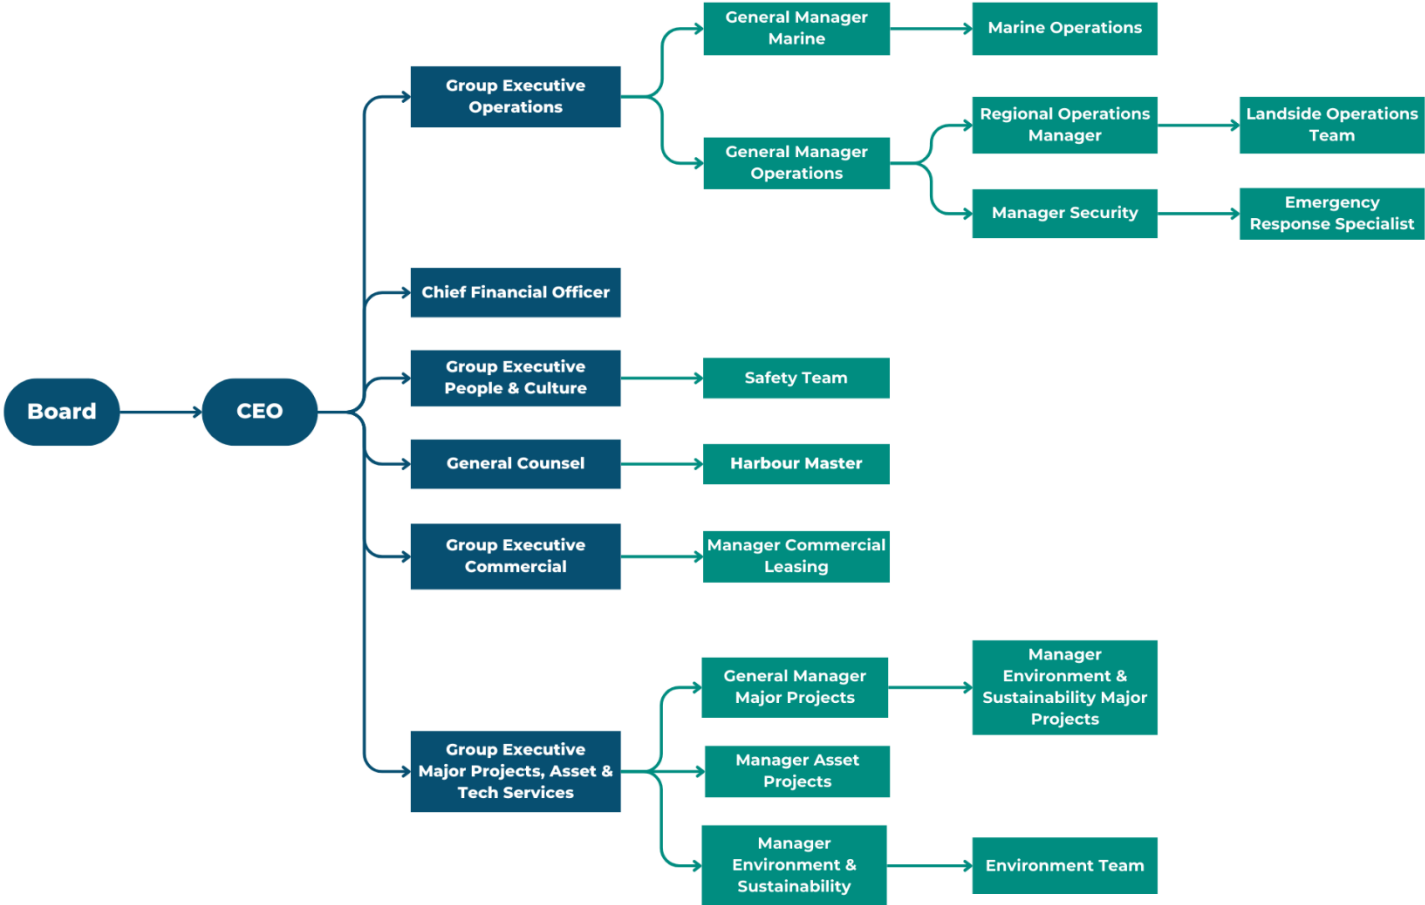 Board
CEO
Group Executive
Operations
General Manager
Marine
Marine Operations
General Manager
Operations
Regional Operations
Manager
Landside Operations
Team
Manager Security
Emergency
Response Specialist
Chief Financial Officer
Group Executive
People & Culture
Safety Team
General Counsel
Harbour Master
Group Executive
Commercial
Manager Commercial
Leasing
Group Executive
Major Projects, Asset &
Tech Services
General Manager
Major Projects
Manager
Environment &
Sustainability Major
Projects
Manager Asset
Projects
Manager
Environment &
Sustainability
Environment Team